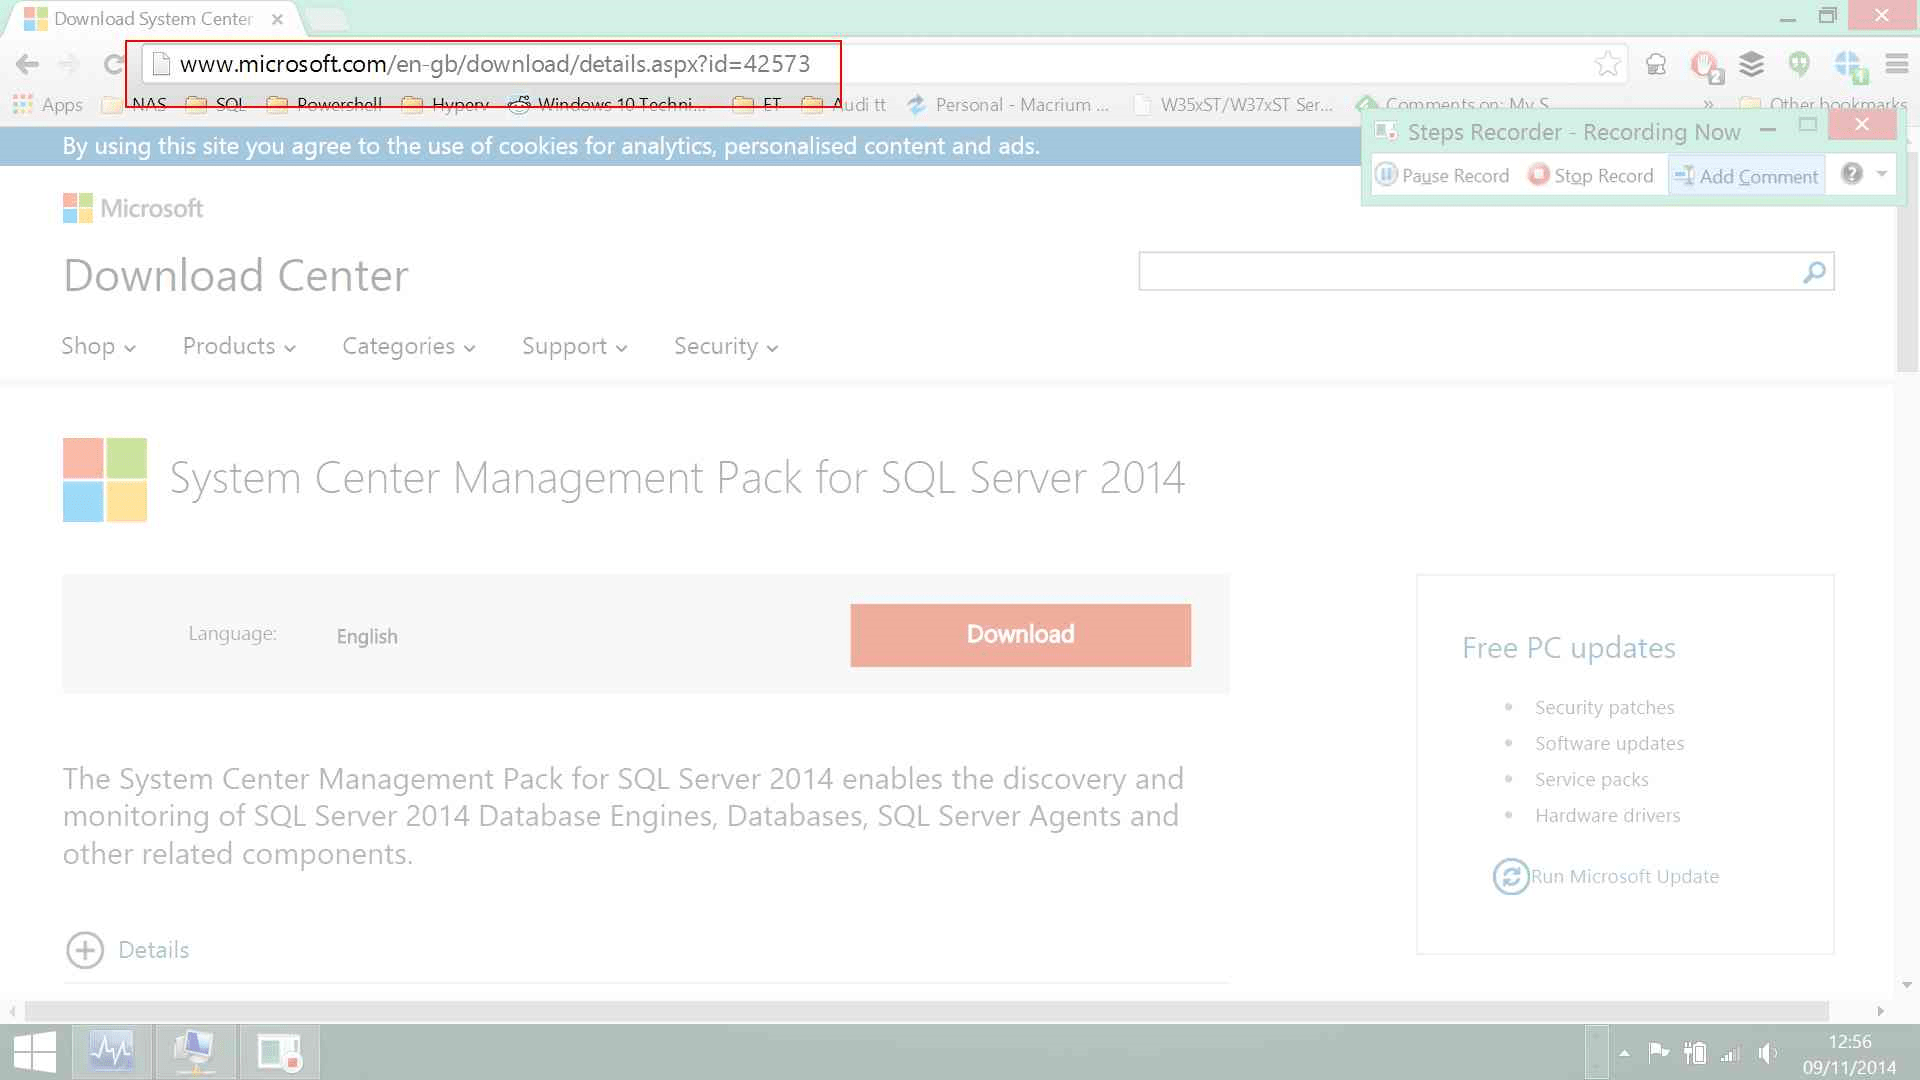 Download System Center
www.microsoft.com/en-gb/download/details.aspx?id=42573
2
1
Apps NAS SQL Powershell Hyperv Windows 10 Techni... ET Audi tt Personal - Macrium ... W35xST/W37xST Ser... Comments on: My S » Other bookmarks
Steps Recorder - Recording Now
Pause Record Stop Record Add Comment ?
By using this site you agree to the use of cookies for analytics, personalised content and ads.
Microsoft
Download Center
Shop Products Categories Support Security
System Center Management Pack for SQL Server 2014
Language: English Download
Free PC updates
• Security patches
• Software updates
• Service packs
• Hardware drivers
Run Microsoft Update
The System Center Management Pack for SQL Server 2014 enables the discovery and
monitoring of SQL Server 2014 Database Engines, Databases, SQL Server Agents and
other related components.
Details
12:56
09/11/2014